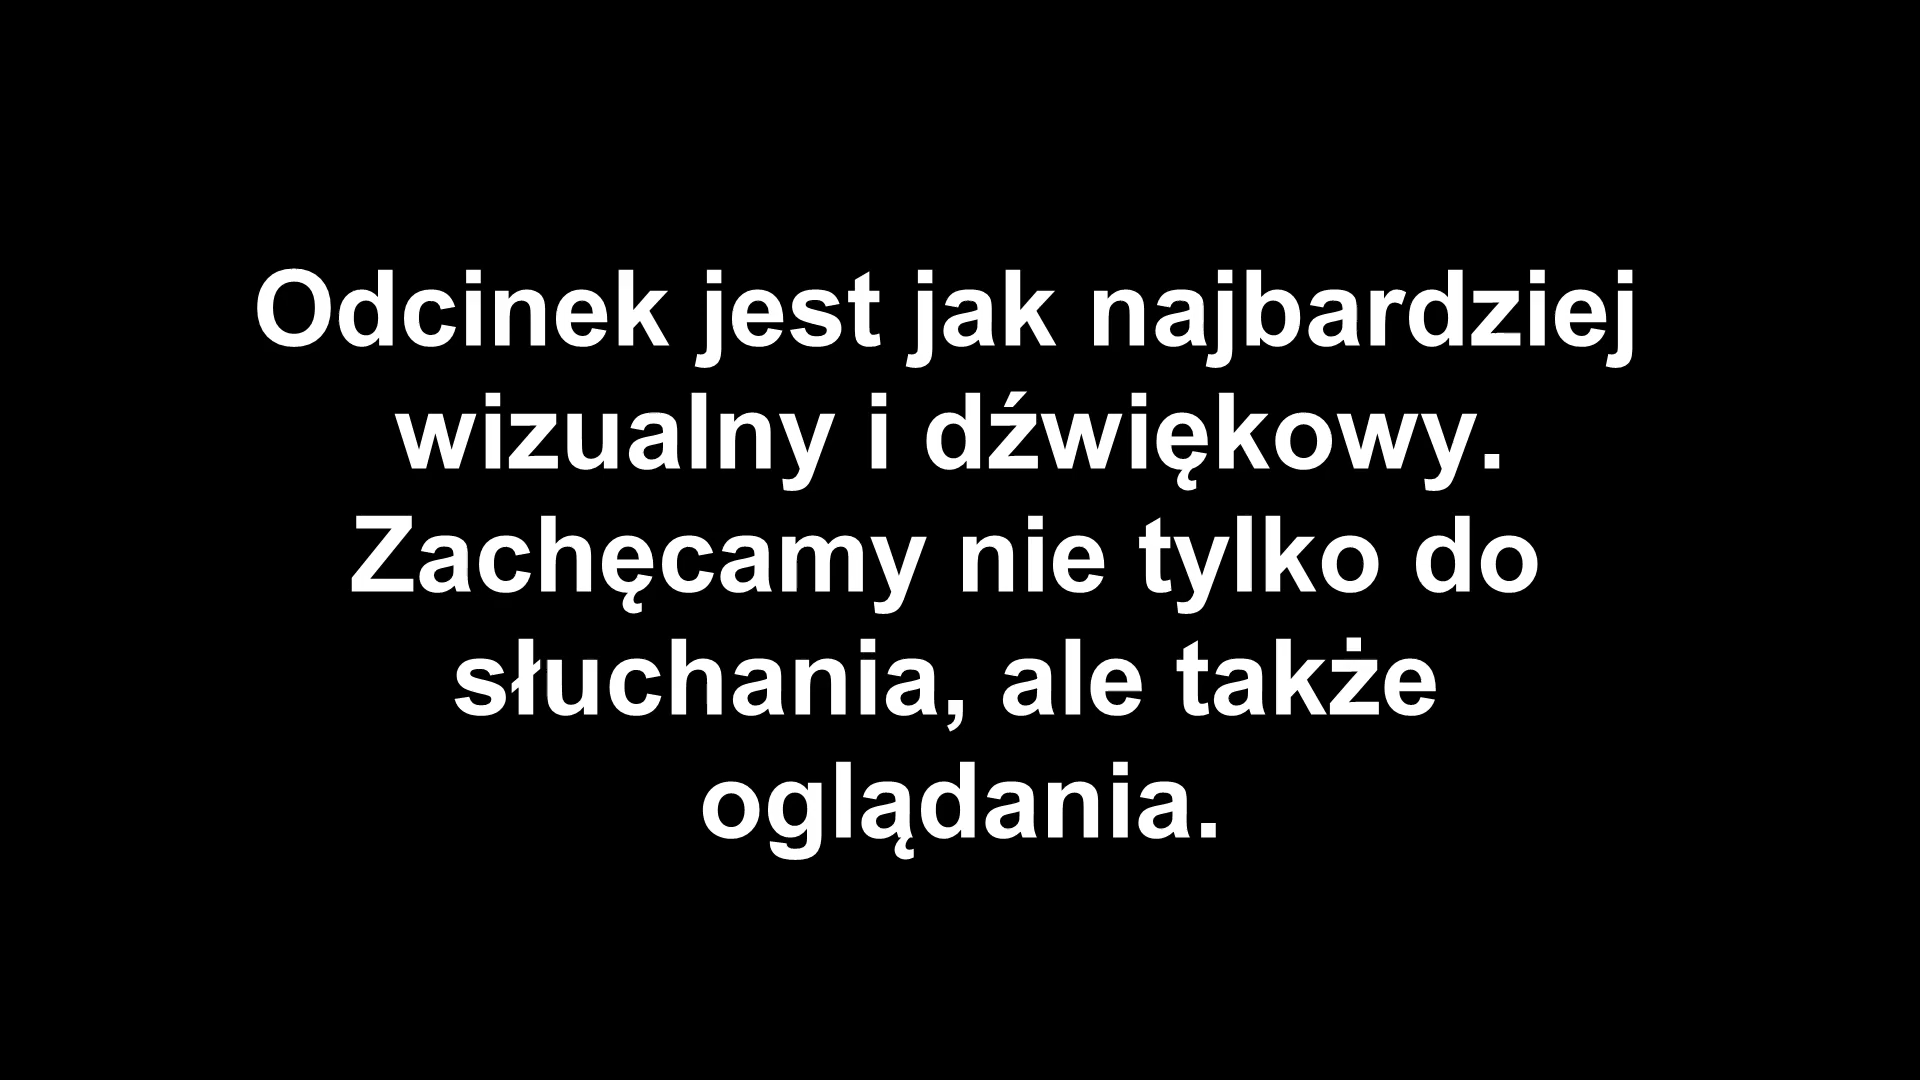 Odcinek jest jak najbardziej
wizualny i dźwiękowy.
Zachęcamy nie tylko do
słuchania, ale także
oglądania.